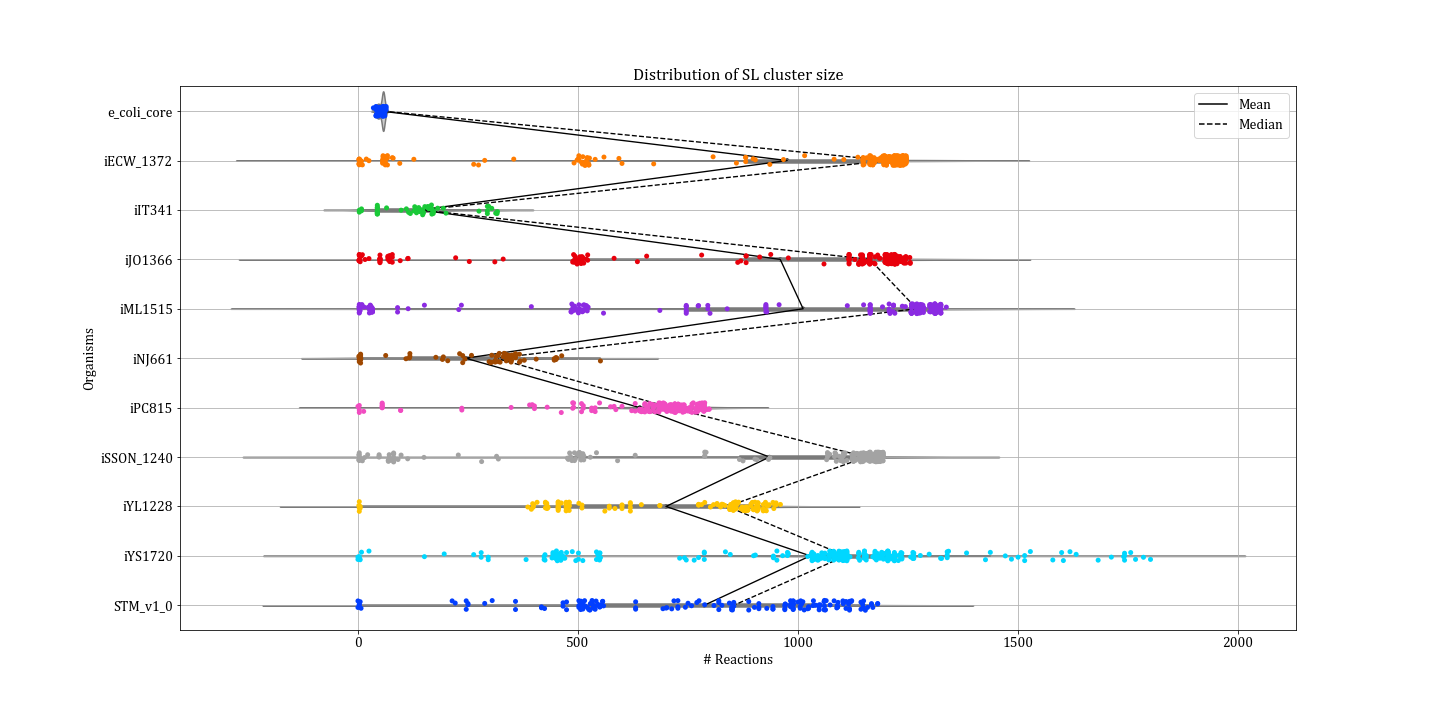 Distribution of SL cluster size
Mean
Median
Organisms
e_coli_core
iECW_1372
iIT341
iJO1366
iML1515
iNJ661
iPC815
iSSON_1240
iYL1228
iYS1720
STM_v1_0
0 500 1000 1500 2000
# Reactions